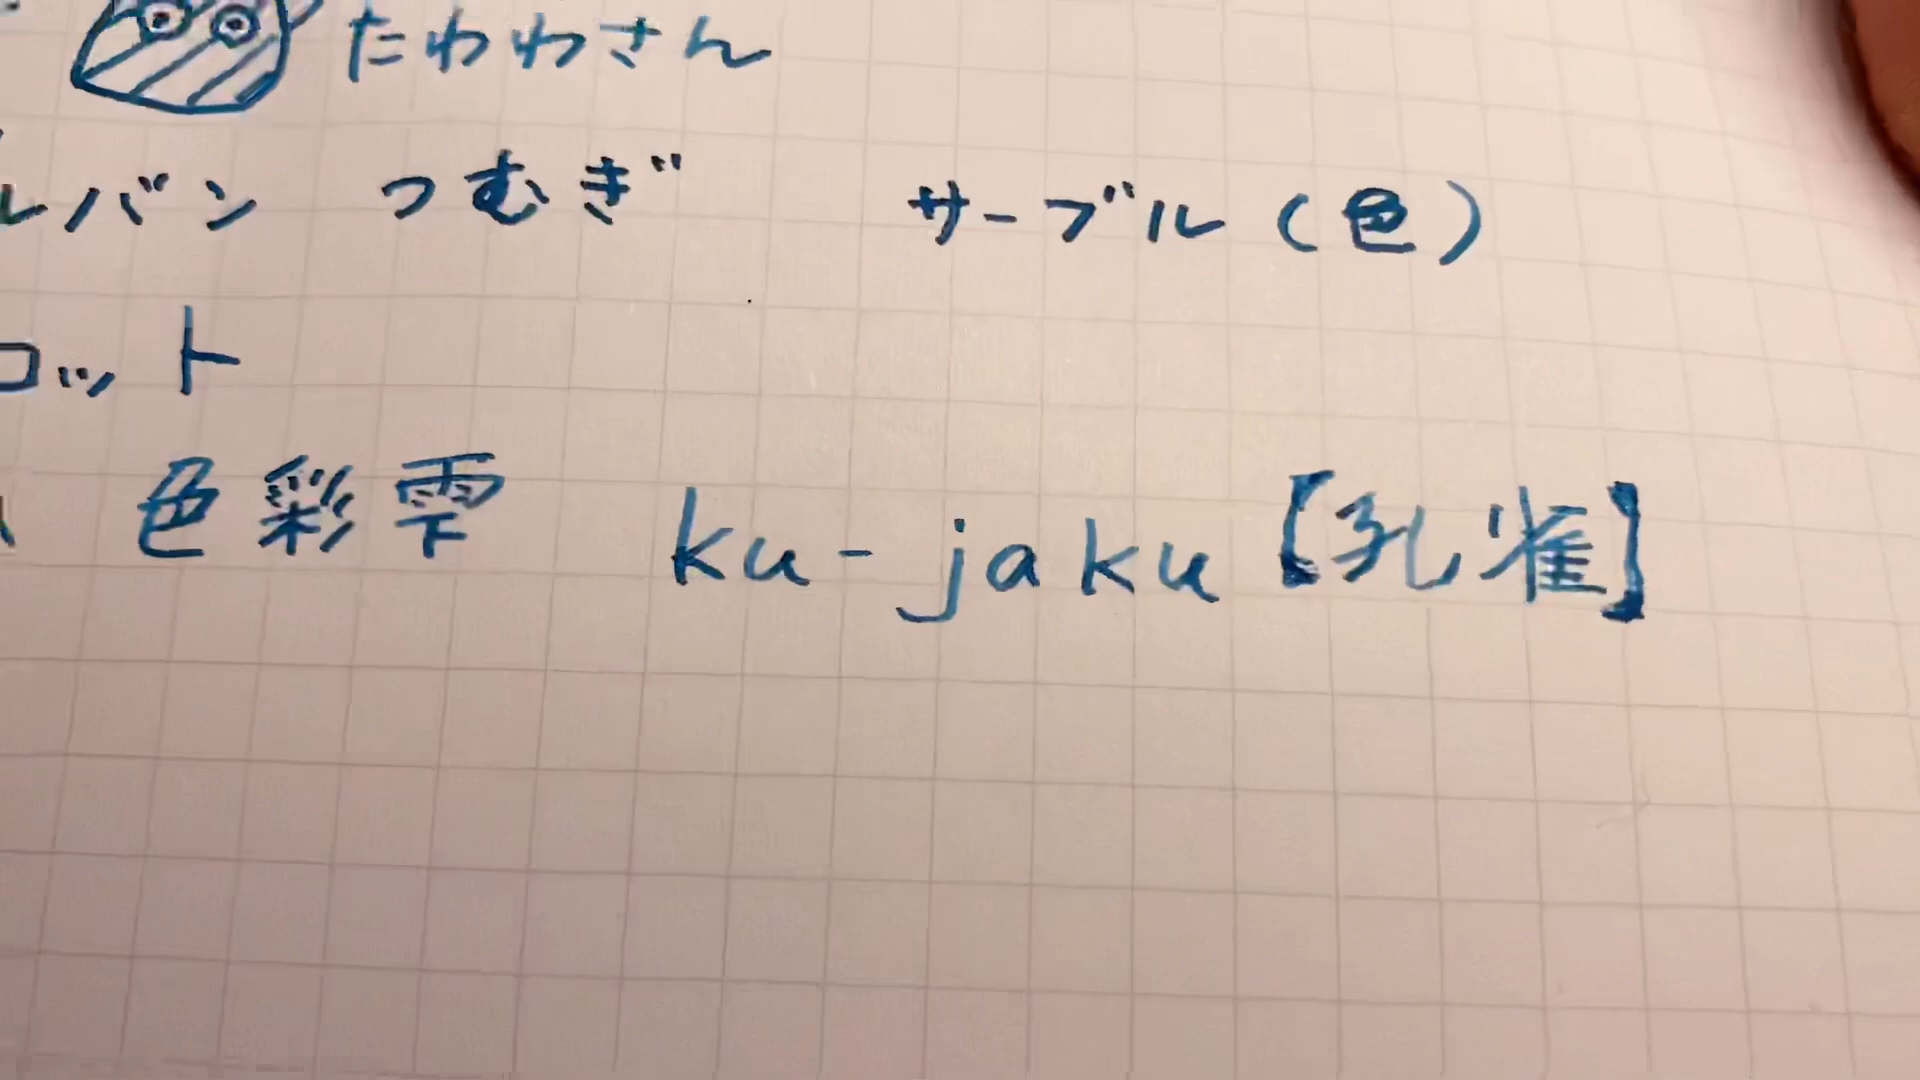 たわわさん
ルバン つむぎ サーブル(色)
コット
色彩雫 ku-jaku【孔雀】